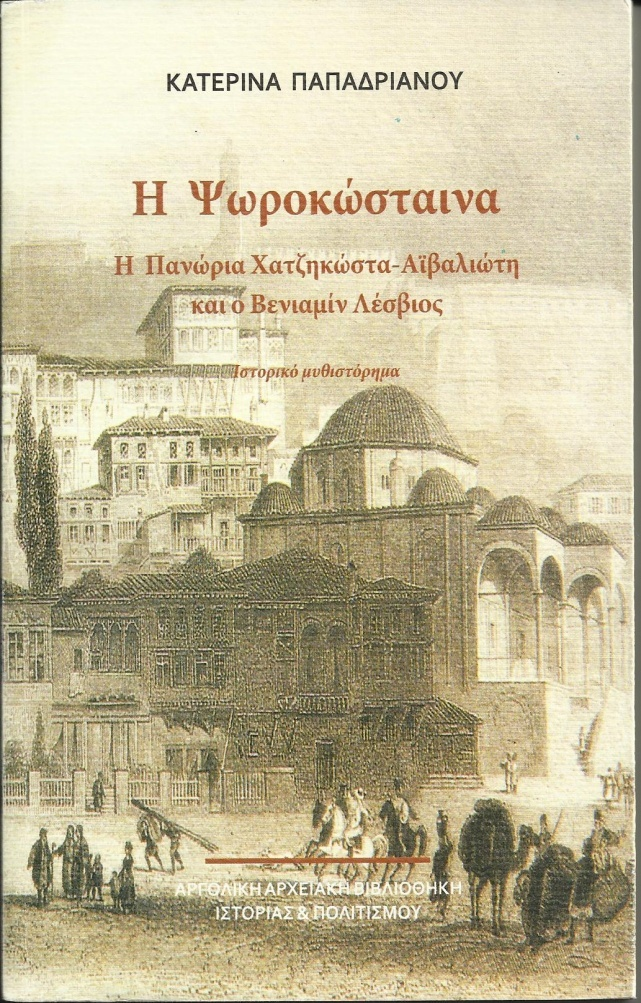 ΚΑΤΕΡΙΝΑ ΠΑΠΑΔΡΙΑΝΟΥ
Η Ψωροκώσταινα
Η Πανώρια Χατζηκώστα-Αϊβαλιώτη
και ο Βενιαμίν Λέσβιος
Ιστορικό μυθιστόρημα
ΑΡΓΟΛΙΚΗ ΑΡΧΕΙΑΚΗ ΒΙΒΛΙΟΘΗΚΗ
ΙΣΤΟΡΙΑΣ & ΠΟΛΙΤΙΣΜΟΥ